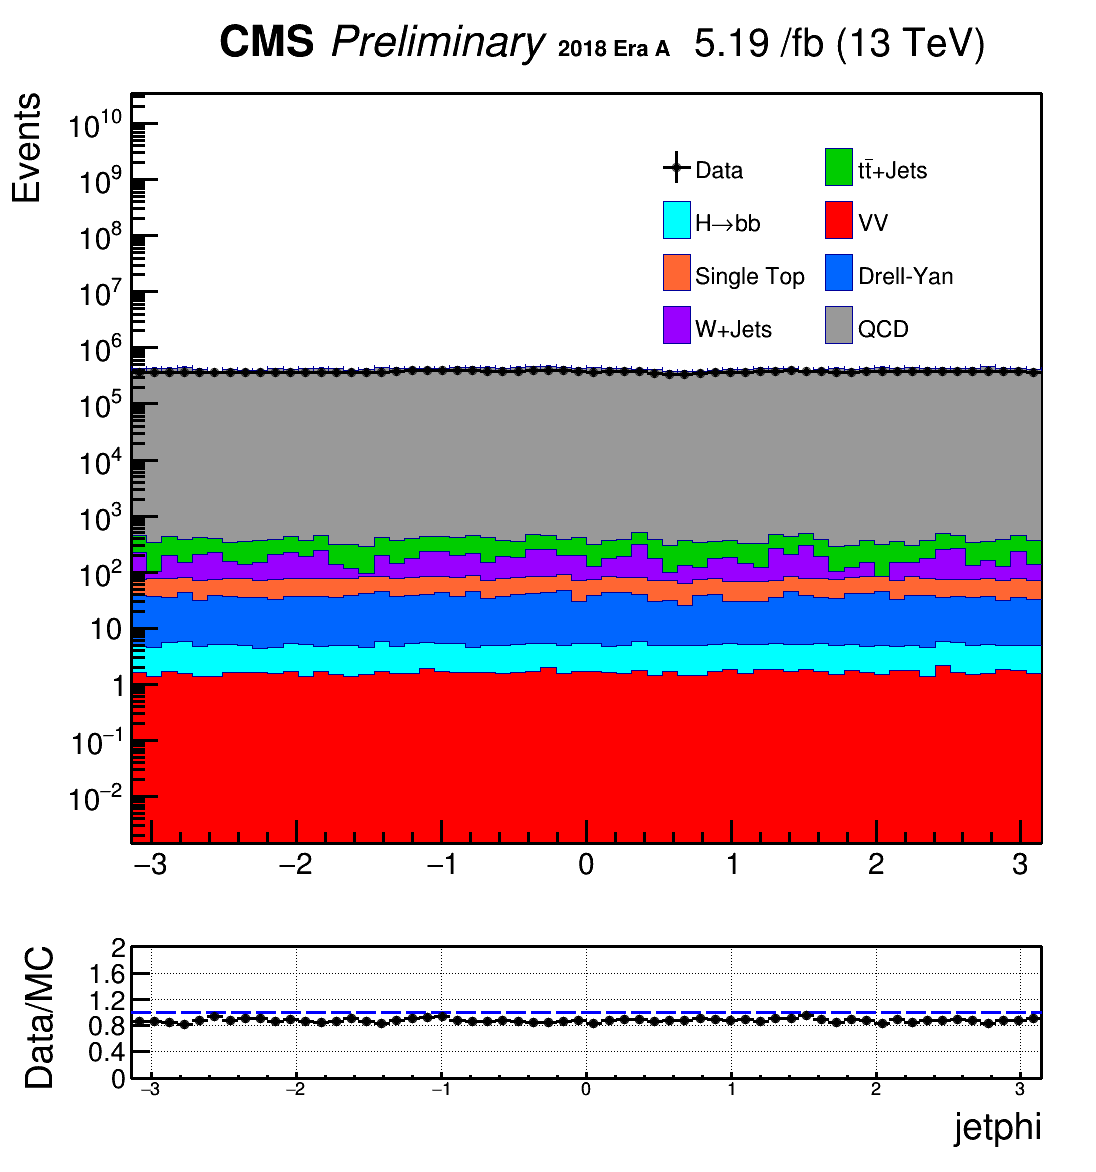 CMS Preliminary 2018 Era A 5.19 /fb (13 TeV)
Events
10^10
10^9
10^8
10^7
10^6
10^5
10^4
10^3
10^2
10
1
10^−1
10^−2
Data
tt̄+Jets
H→bb
VV
Single Top
Drell-Yan
W+Jets
QCD
−3 −2 −1 0 1 2 3
Data/MC
2
1.6
1.2
0.8
0.4
0
−3 −2 −1 0 1 2 3
jetphi